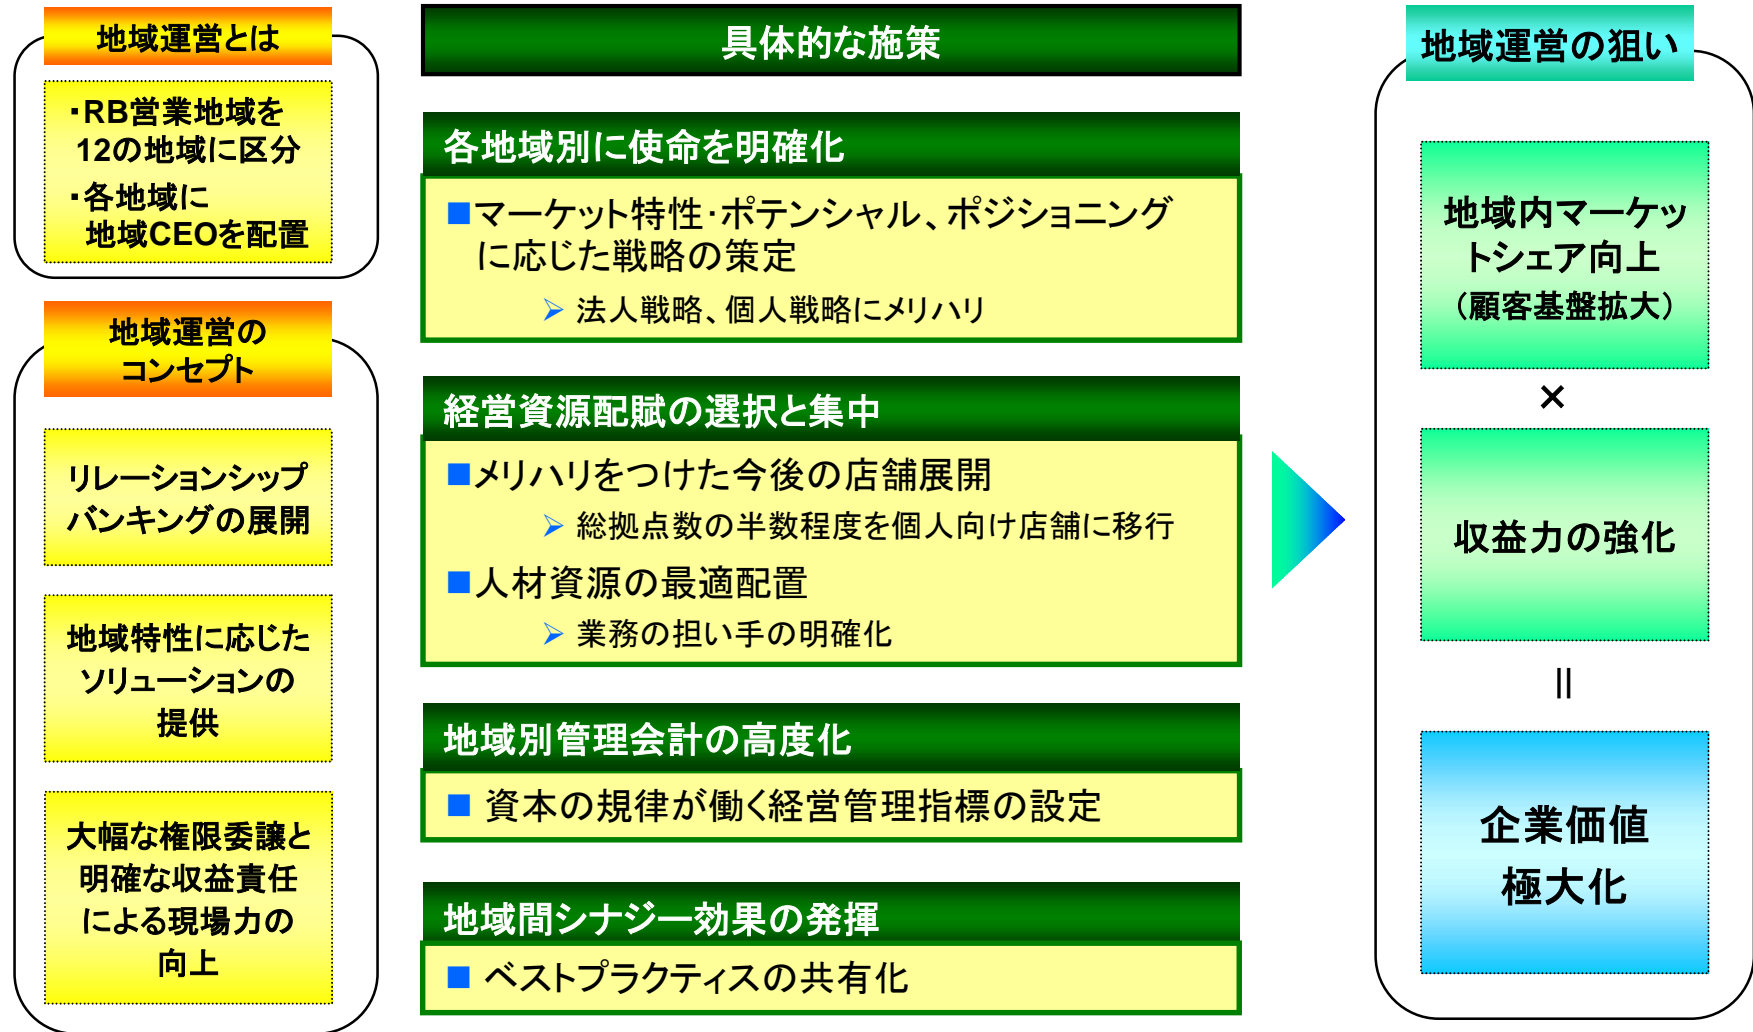 地域運営とは
・RB営業地域を
12の地域に区分
・各地域に
地域CEOを配置
地域運営の
コンセプト
リレーションシップ
バンキングの展開
地域特性に応じた
ソリューションの
提供
大幅な権限委譲と
明確な収益責任
による現場力の
向上
具体的な施策
各地域別に使命を明確化
■マーケット特性・ポテンシャル、ポジショニング
に応じた戦略の策定
➢ 法人戦略、個人戦略にメリハリ
経営資源配賦の選択と集中
■メリハリをつけた今後の店舗展開
➢ 総拠点数の半数程度を個人向け店舗に移行
■人材資源の最適配置
➢ 業務の担い手の明確化
地域別管理会計の高度化
■ 資本の規律が働く経営管理指標の設定
地域間シナジー効果の発揮
■ ベストプラクティスの共有化
地域運営の狙い
地域内マーケッ
トシェア向上
（顧客基盤拡大）
×
収益力の強化
＝
企業価値
極大化